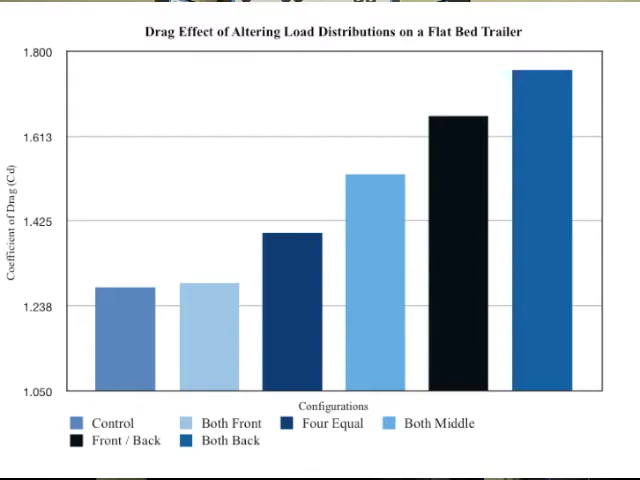 Drag Effect of Altering Load Distributions on a Flat Bed Trailer
1.800
1.613
1.425
1.238
1.050
Coefficient of Drag (Cd)
Configurations
Control Both Front Four Equal Both Middle
Front / Back Both Back